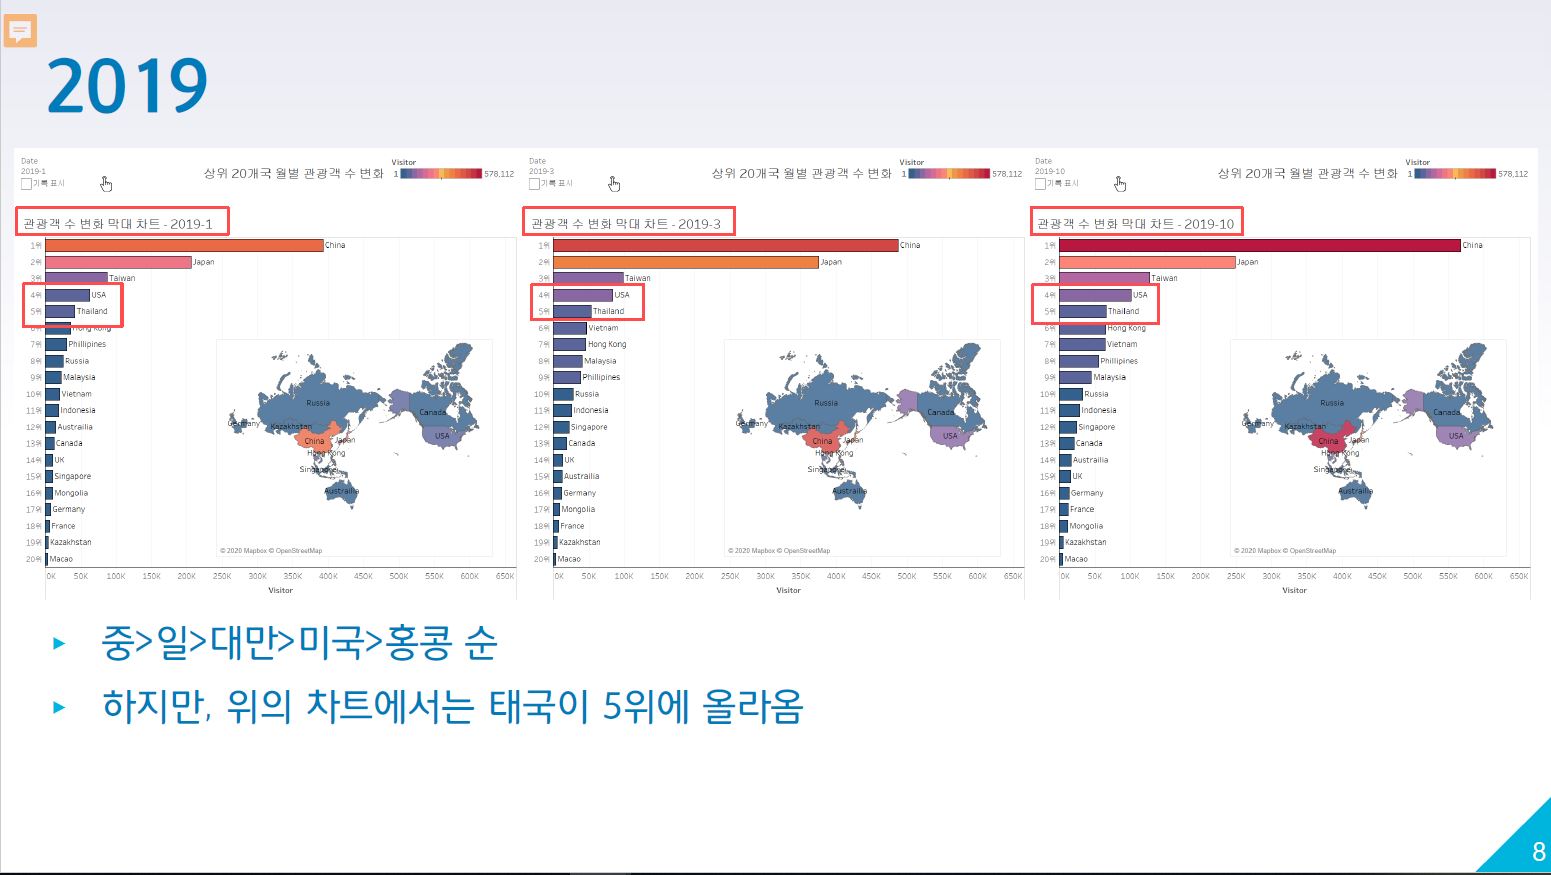 2019
Date
2019-1
기록 표시
상위 20개국 월별 관광객 수 변화
Visitor
1 578,112
관광객 수 변화 막대 차트 - 2019-1
1위 China
2위 Japan
3위 Taiwan
4위 USA
5위 Thailand
6위 Hong Kong
7위 Phillipines
8위 Russia
9위 Malaysia
10위 Vietnam
11위 Indonesia
12위 Austrailia
13위 Canada
14위 UK
15위 Singapore
16위 Mongolia
17위 Germany
18위 France
19위 Kazakhstan
20위 Macao
Russia
Canada
Germany
Kazakhstan
USA
China
Japan
Hong Kong
Singapore
Austrailia
© 2020 Mapbox © OpenStreetMap
0K 50K 100K 150K 200K 250K 300K 350K 400K 450K 500K 550K 600K 650K
Visitor
Date
2019-3
기록 표시
상위 20개국 월별 관광객 수 변화
Visitor
1 578,112
관광객 수 변화 막대 차트 - 2019-3
1위 China
2위 Japan
3위 Taiwan
4위 USA
5위 Thailand
6위 Vietnam
7위 Hong Kong
8위 Malaysia
9위 Phillipines
10위 Russia
11위 Indonesia
12위 Singapore
13위 Canada
14위 UK
15위 Austrailia
16위 Germany
17위 Mongolia
18위 France
19위 Kazakhstan
20위 Macao
Russia
Canada
Germany
Kazakhstan
USA
China
Japan
Hong Kong
Singapore
Austrailia
© 2020 Mapbox © OpenStreetMap
0K 50K 100K 150K 200K 250K 300K 350K 400K 450K 500K 550K 600K 650K
Visitor
Date
2019-10
기록 표시
상위 20개국 월별 관광객 수 변화
Visitor
1 578,112
관광객 수 변화 막대 차트 - 2019-10
1위 China
2위 Japan
3위 Taiwan
4위 USA
5위 Thailand
6위 Hong Kong
7위 Vietnam
8위 Phillipines
9위 Malaysia
10위 Russia
11위 Indonesia
12위 Singapore
13위 Canada
14위 Austrailia
15위 UK
16위 Germany
17위 France
18위 Mongolia
19위 Kazakhstan
20위 Macao
Russia
Canada
Germany
Kazakhstan
USA
China
Japan
Hong Kong
Singapore
Austrailia
© 2020 Mapbox © OpenStreetMap
0K 50K 100K 150K 200K 250K 300K 350K 400K 450K 500K 550K 600K 650K
Visitor
중>일>대만>미국>홍콩 순
하지만, 위의 차트에서는 태국이 5위에 올라옴
8